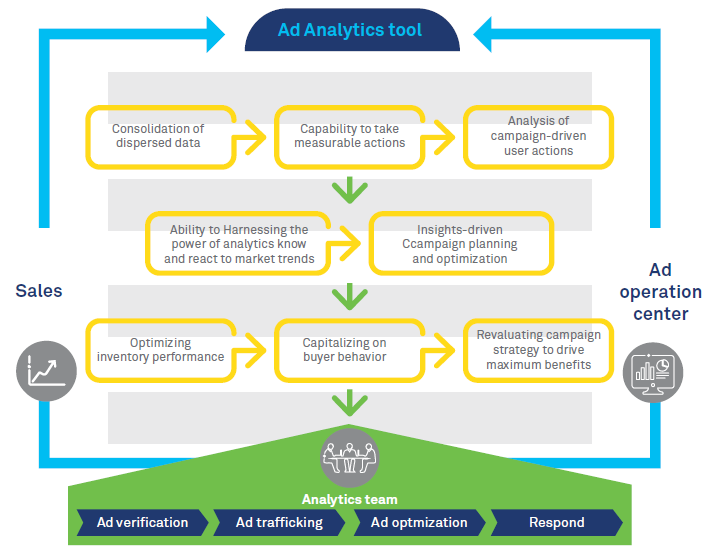 Ad Analytics tool
Consolidation of
dispersed data
Capability to take
measurable actions
Analysis of
campaign-driven
user actions
Ability to Harnessing the
power of analytics know
and react to market trends
Insights-driven
Ccampaign planning
and optimization
Sales
Ad
operation
center
Optimizing
inventory performance
Capitalizing on
buyer behavior
Revaluating campaign
strategy to drive
maximum benefits
Analytics team
Ad verification
Ad trafficking
Ad optmization
Respond